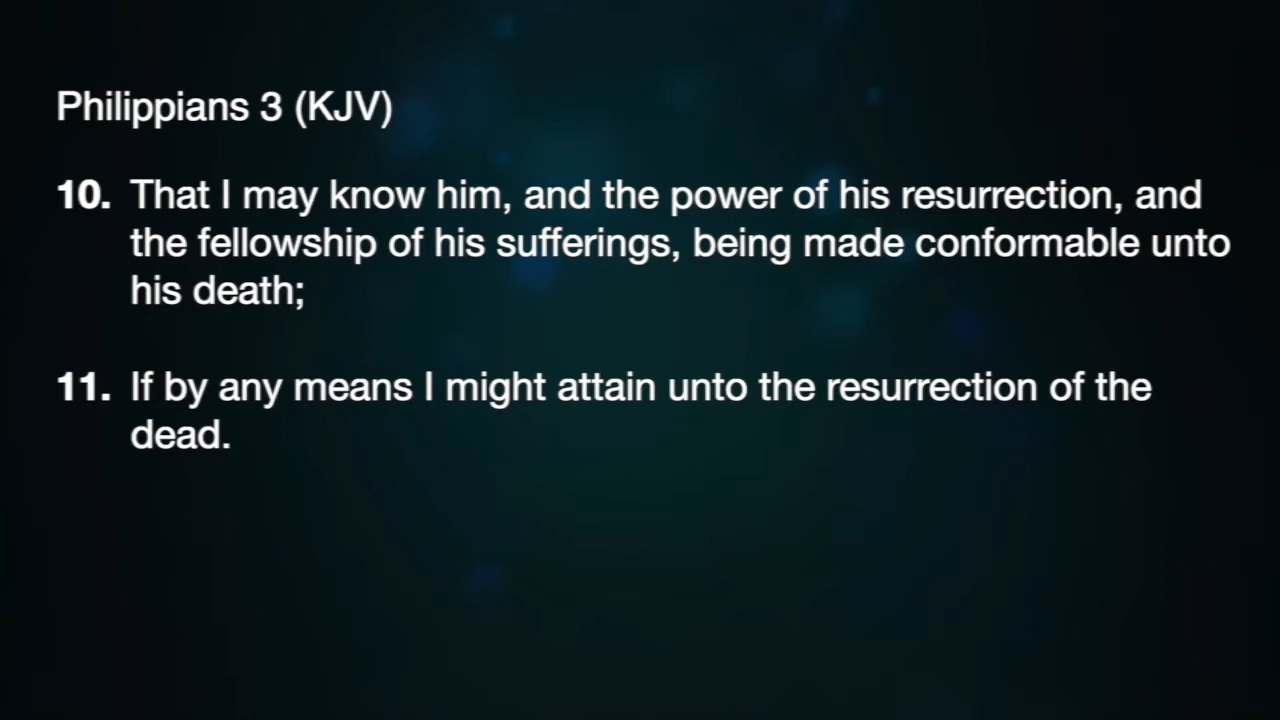 Philippians 3 (KJV)
10. That I may know him, and the power of his resurrection, and
the fellowship of his sufferings, being made conformable unto
his death;
11. If by any means I might attain unto the resurrection of the
dead.